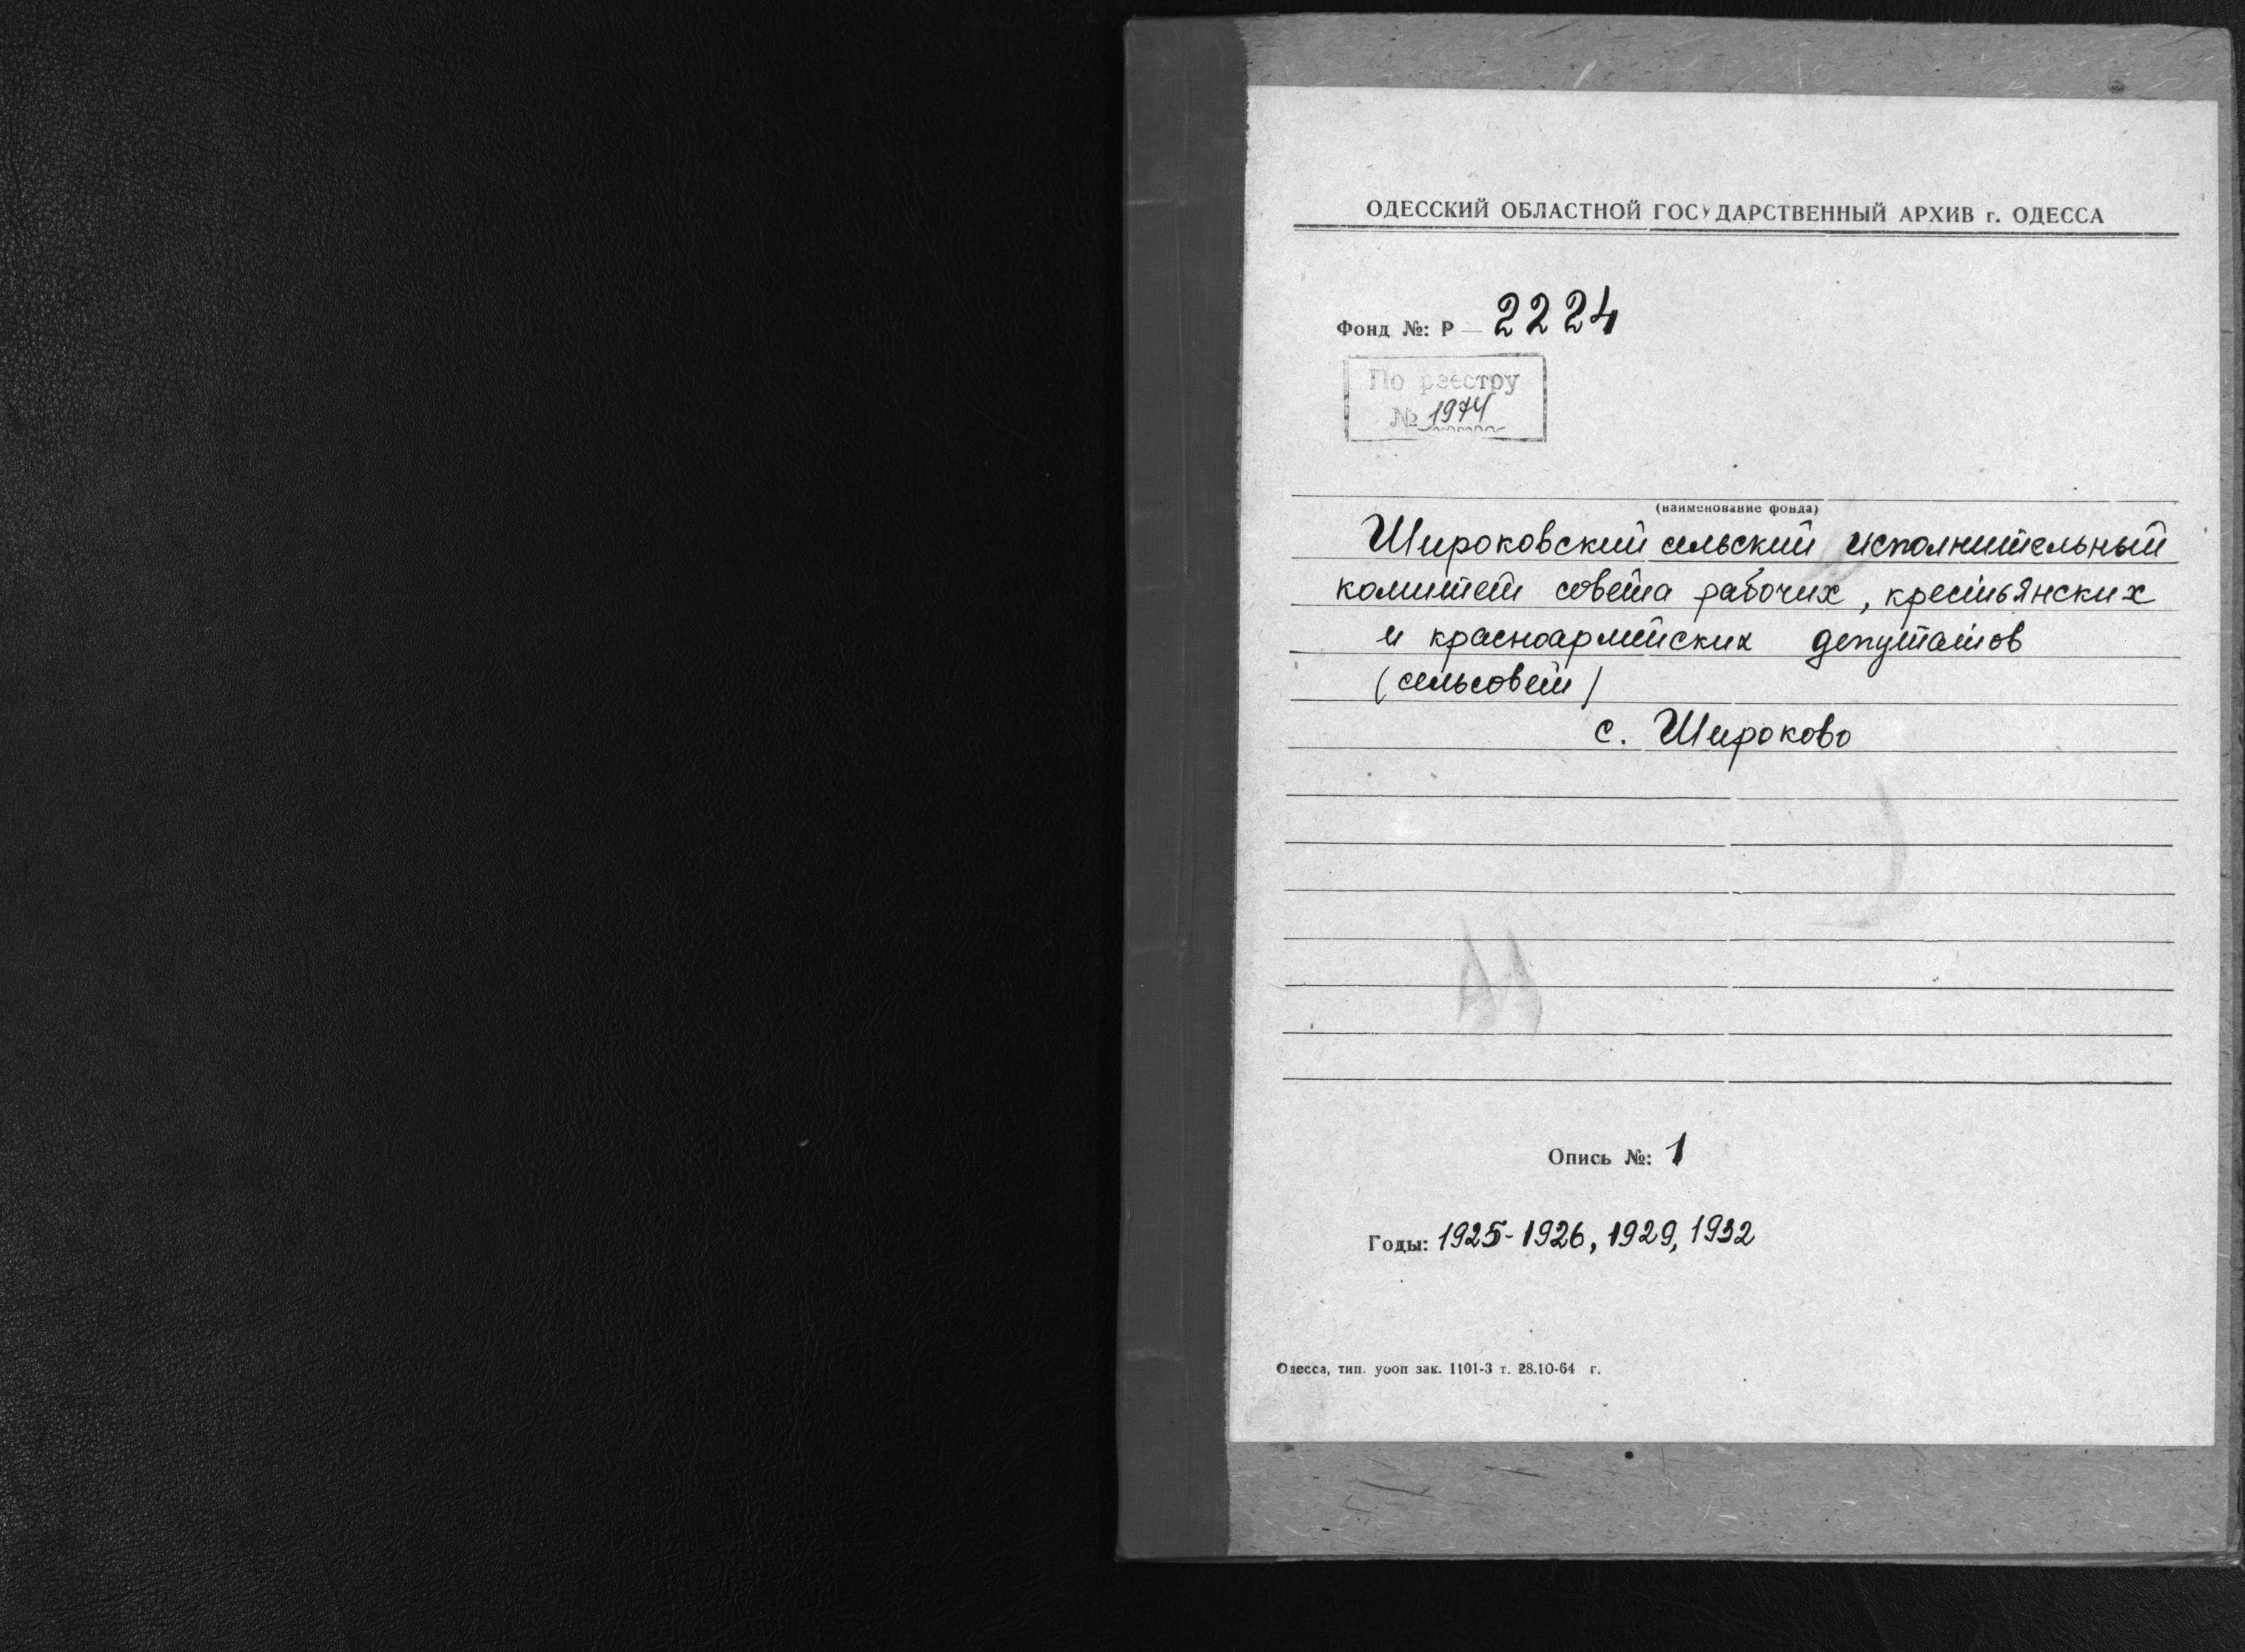 ОДЕССКИЙ ОБЛАСТНОЙ ГОСУДАРСТВЕННЫЙ АРХИВ г. ОДЕССА
Фонд №: Р — 2224
По реестру
№ 1974
(наименование фонда)
Широковский сельский исполнительный
комитет совета рабочих, крестьянских
и красноармейских депутатов
(сельсовет)
с. Широково
Опись №: 1
Годы: 1925-1926, 1929, 1932
Одесса, тип. уооп зак. 1101-3 т. 28.10-64 г.